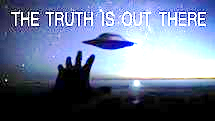 THE TRUTH IS OUT THERE